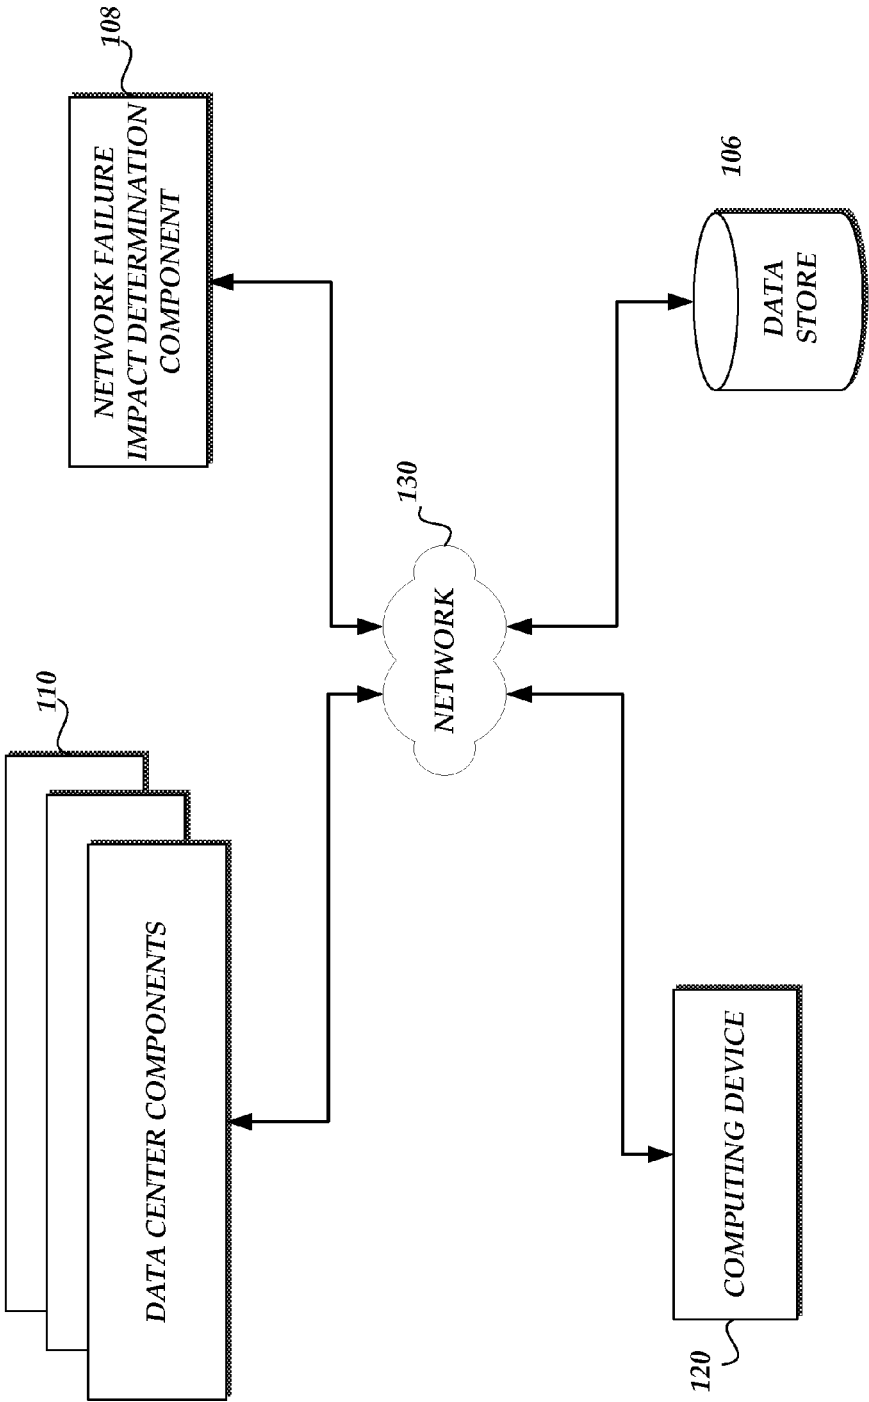 110
DATA CENTER COMPONENTS
108
NETWORK FAILURE
IMPACT DETERMINATION
COMPONENT
130
NETWORK
120
COMPUTING DEVICE
106
DATA
STORE